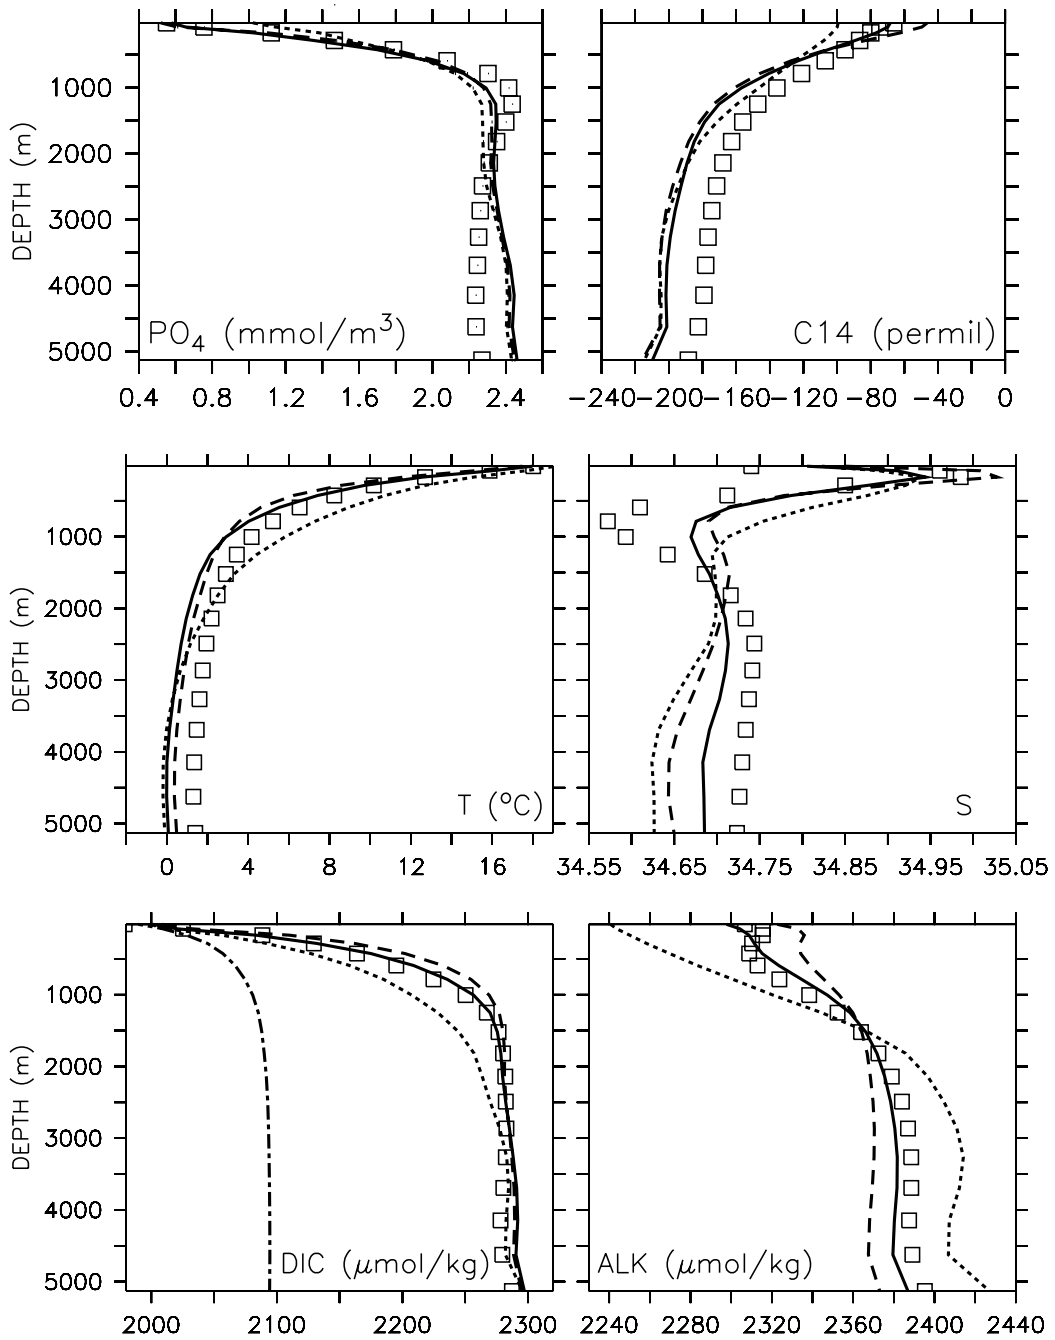 DEPTH (m)
1000
2000
3000
4000
5000
PO4 (mmol/m3)
0.4 0.8 1.2 1.6 2.0 2.4
C14 (permil)
-240 -200 -160 -120 -80 -40 0
DEPTH (m)
1000
2000
3000
4000
5000
T (°C)
0 4 8 12 16
S
34.55 34.65 34.75 34.85 34.95 35.05
DEPTH (m)
1000
2000
3000
4000
5000
DIC (μmol/kg)
2000 2100 2200 2300
ALK (μmol/kg)
2240 2280 2320 2360 2400 2440